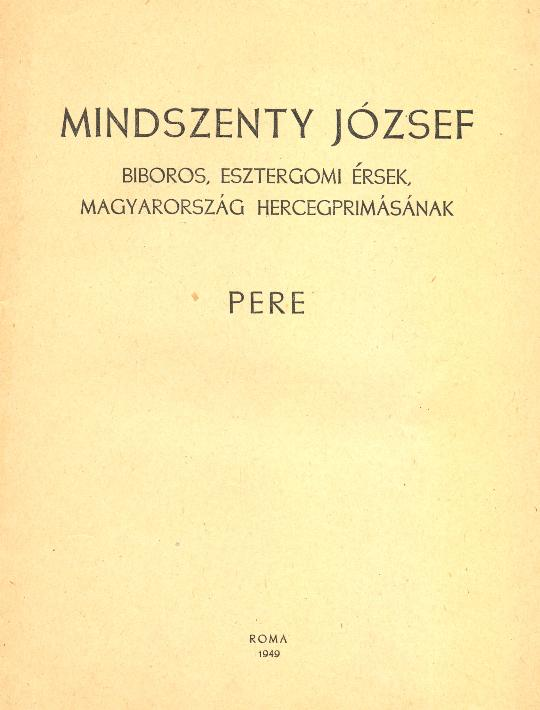 MINDSZENTY JÓZSEF
BIBOROS, ESZTERGOMI ÉRSEK,
MAGYARORSZÁG HERCEGPRIMÁSÁNAK
PERE
ROMA
1949